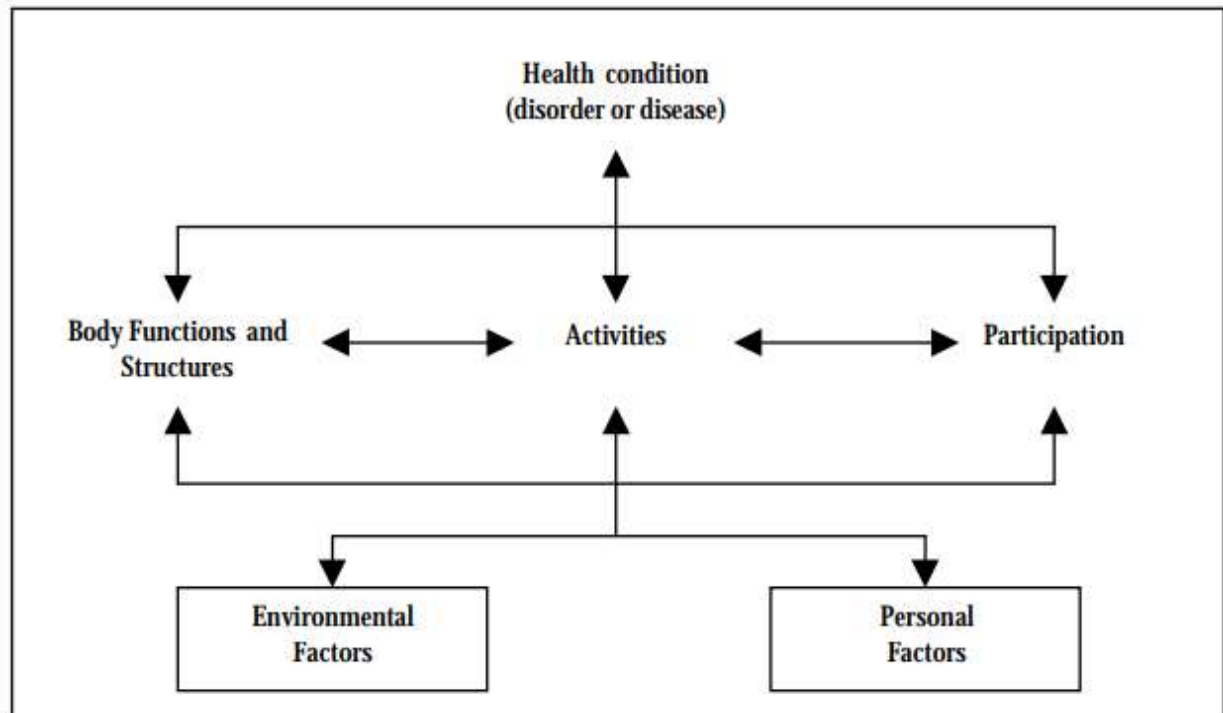 Health condition
(disorder or disease)
Body Functions and
Structures
Activities
Participation
Environmental
Factors
Personal
Factors